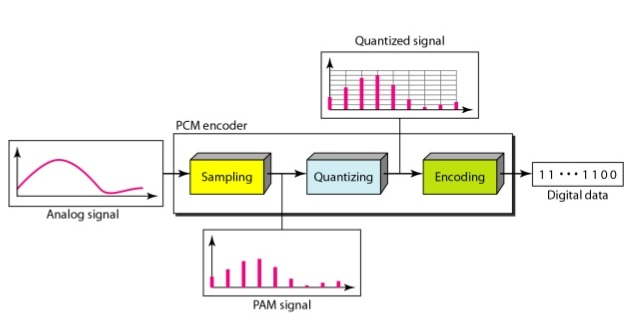 Quantized signal
PCM encoder
Sampling
Quantizing
Encoding
11 ••• 1100
Digital data
Analog signal
PAM signal